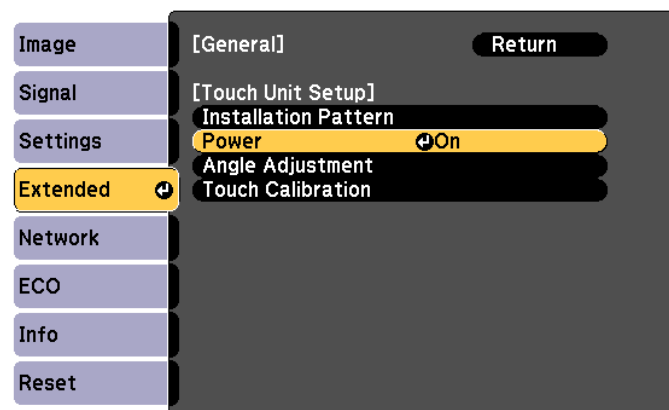 Image
Signal
Settings
Extended
Network
ECO
Info
Reset
[General] Return
[Touch Unit Setup]
Installation Pattern
Power On
Angle Adjustment
Touch Calibration